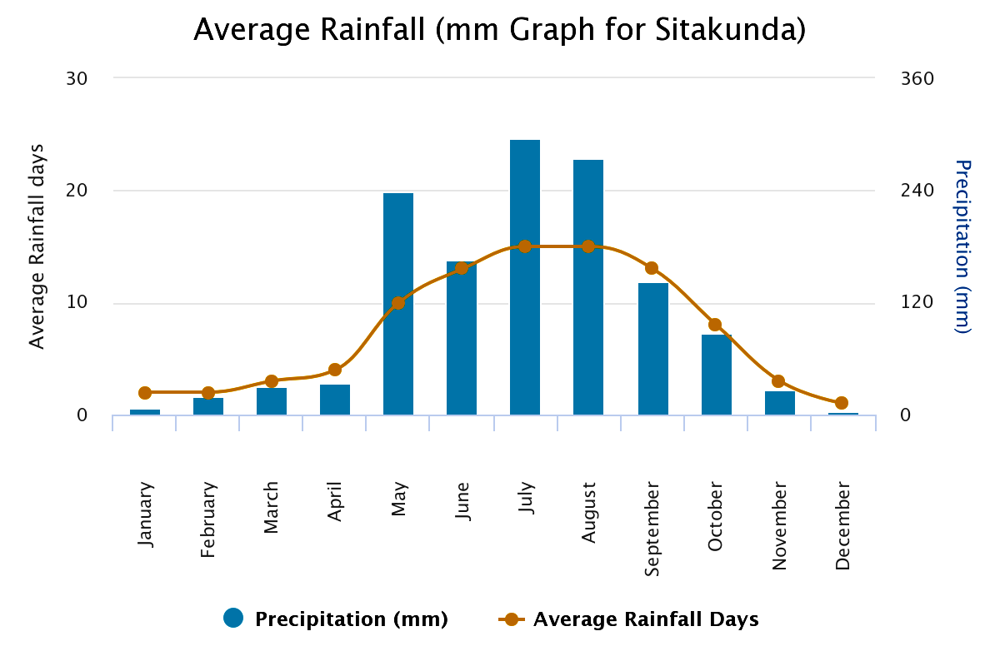 Average Rainfall (mm Graph for Sitakunda)
30
20
10
0
Average Rainfall days
360
240
120
0
Precipitation (mm)
January
February
March
April
May
June
July
August
September
October
November
December
Precipitation (mm)
Average Rainfall Days